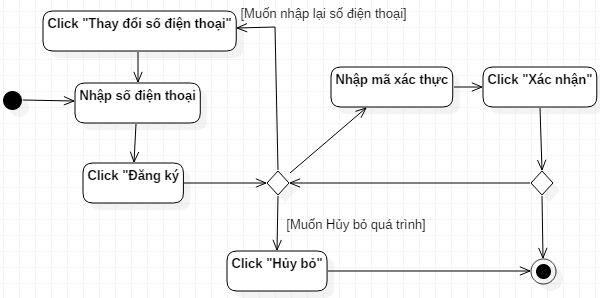 Click "Thay đổi số điện thoại"
[Muốn nhập lại số điện thoại]
Nhập số điện thoại
Nhập mã xác thực
Click "Xác nhận"
Click "Đăng ký
[Muốn Hủy bỏ quá trình]
Click "Hủy bỏ"